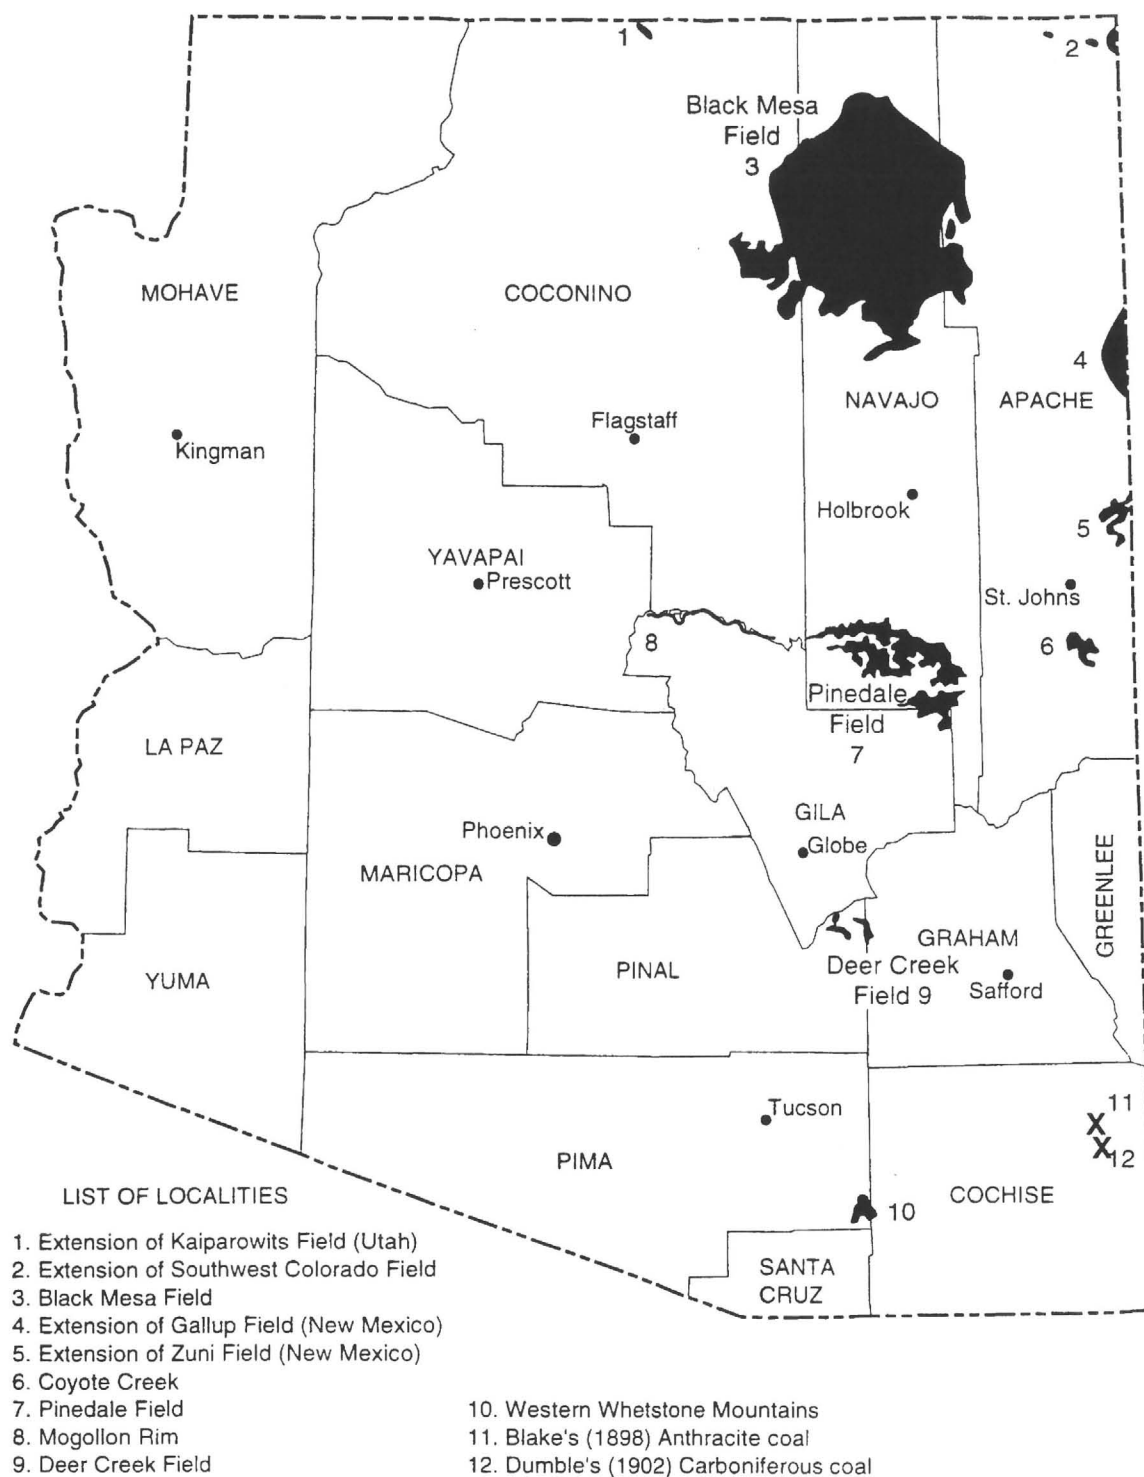 1
2
Black Mesa
Field
3
MOHAVE
COCONINO
4
NAVAJO
APACHE
Flagstaff
Kingman
Holbrook
5
YAVAPAI
Prescott
St. Johns
8
6
Pinedale
Field
7
LA PAZ
GILA
Phoenix
Globe
MARICOPA
GREENLEE
GRAHAM
PINAL
Deer Creek
Field 9
YUMA
Safford
Tucson
11
12
PIMA
COCHISE
10
SANTA
CRUZ
LIST OF LOCALITIES
1. Extension of Kaiparowits Field (Utah)
2. Extension of Southwest Colorado Field
3. Black Mesa Field
4. Extension of Gallup Field (New Mexico)
5. Extension of Zuni Field (New Mexico)
6. Coyote Creek
7. Pinedale Field
8. Mogollon Rim
9. Deer Creek Field
10. Western Whetstone Mountains
11. Blake's (1898) Anthracite coal
12. Dumble's (1902) Carboniferous coal